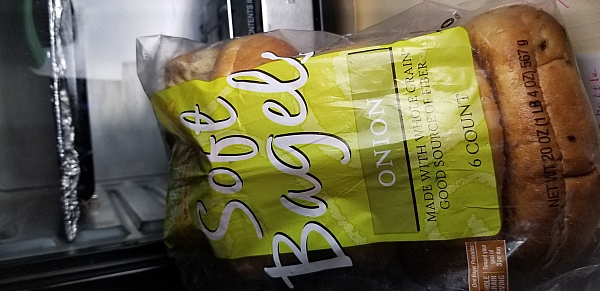 Soft
Bagels
ONION
MADE WITH WHOLE GRAIN
GOOD SOURCE OF FIBER
6 COUNT
NET WT 20 OZ (1 LB 4 OZ) 567 g